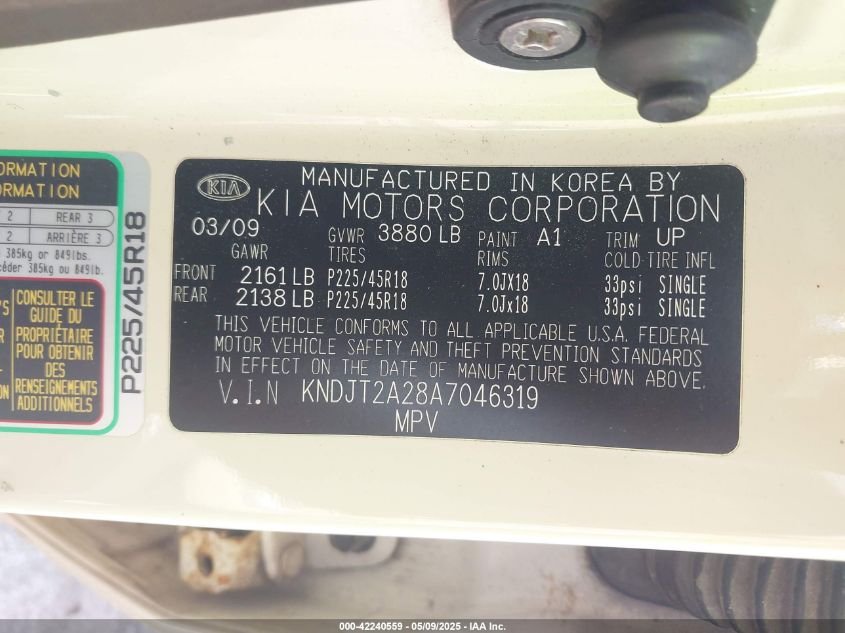 ORMATION
ORMATION
2 REAR 3
2 ARRIÈRE 3
385kg or 849lbs.
céder 385kg ou 849lb.
CONSULTER LE
GUIDE DU
PROPRIÉTAIRE
POUR OBTENIR
DES
RENSEIGNEMENTS
ADDITIONNELS
P225/45R18
KIA
MANUFACTURED IN KOREA BY
KIA MOTORS CORPORATION
03/09 GVWR 3880 LB PAINT A1 TRIM UP
GAWR TIRES RIMS COLD TIRE INFL
FRONT 2161 LB P225/45R18 7.0JX18 33psi SINGLE
REAR 2138 LB P225/45R18 7.0Jx18 33psi SINGLE
THIS VEHICLE CONFORMS TO ALL APPLICABLE U.S.A. FEDERAL
MOTOR VEHICLE SAFETY AND THEFT PREVENTION STANDARDS
IN EFFECT ON THE DATE OF MANUFACTURE SHOWN ABOVE.
V.I.N KNDJT2A28A7046319
MPV
000-42240559 — 05/09/2025 - IAA Inc.